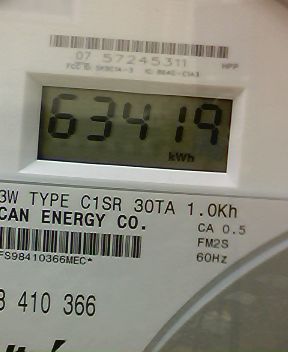 07 57245311
HPP
63419
kWh
3W TYPE C1SR 30TA 1.0Kh
CAN ENERGY CO.
CA 0.5
FM2S
FS98410366MEC*
60Hz
410 366